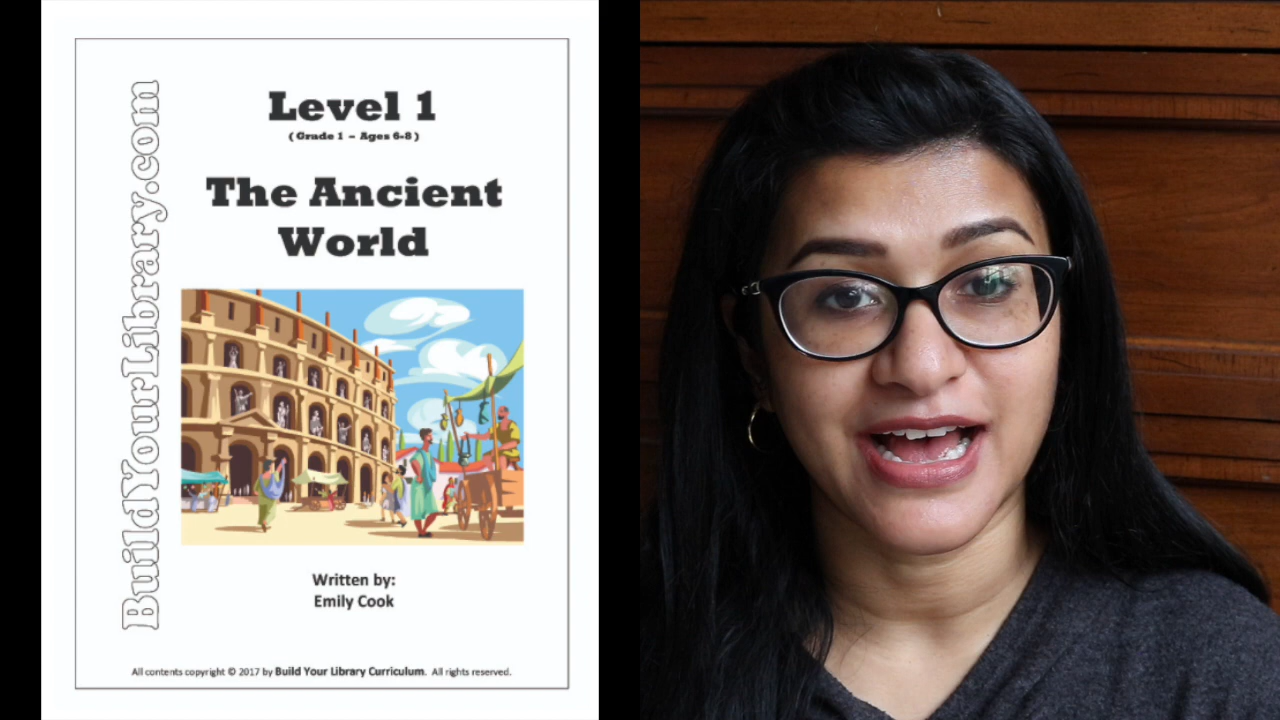 BuildYourLibrary.com
Level 1
( Grade 1 – Ages 6-8 )
The Ancient
World
Written by:
Emily Cook
All contents copyright © 2017 by Build Your Library Curriculum. All rights reserved.